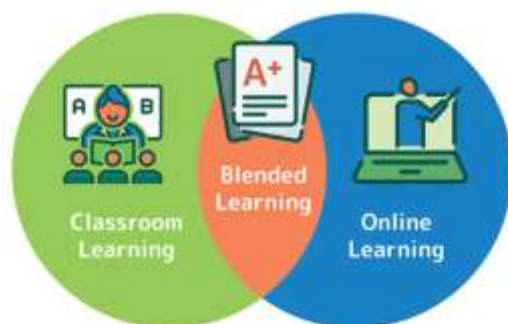 A B
A+
Blended
Learning
Classroom
Learning
Online
Learning